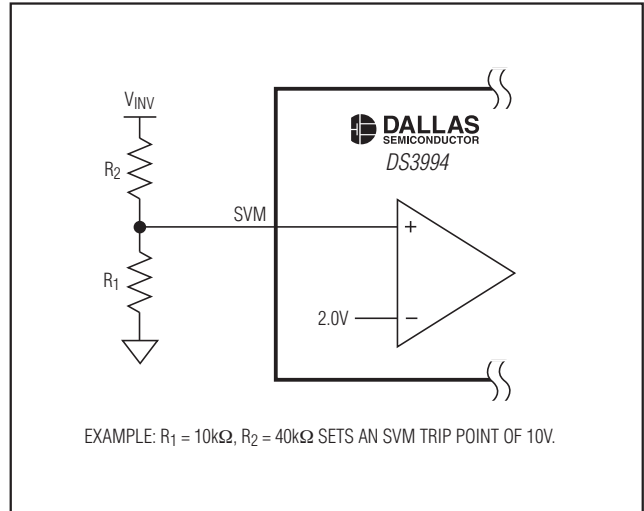 VINV
DALLAS
SEMICONDUCTOR
DS3994
R2
SVM
+
R1
2.0V
−
EXAMPLE: R1 = 10kΩ, R2 = 40kΩ SETS AN SVM TRIP POINT OF 10V.